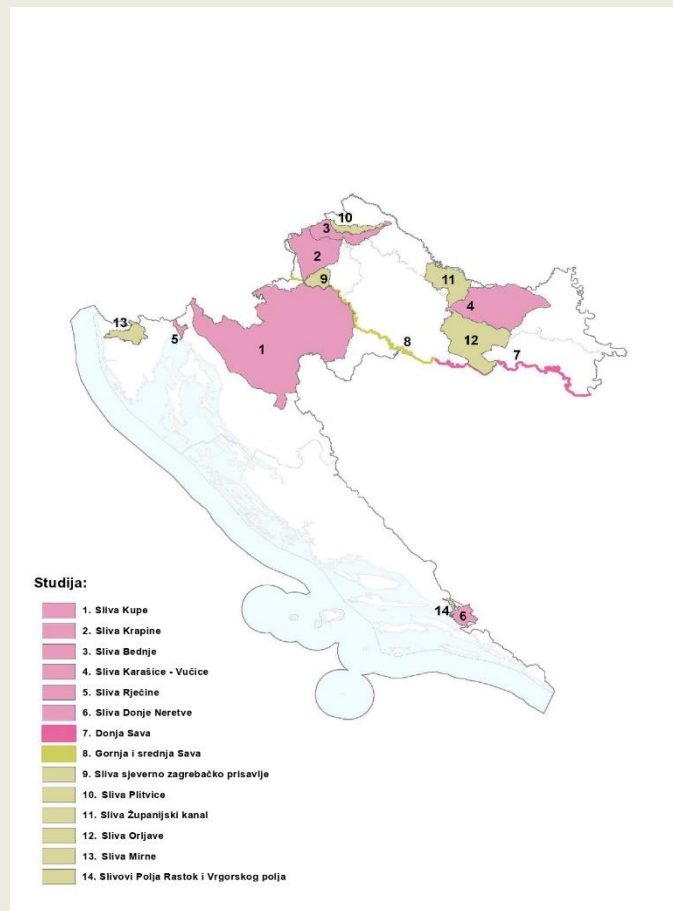 10
3
2
9
11
4
13
5
1
8
12
7
14
6
Studija:
1. Sliva Kupe
2. Sliva Krapine
3. Sliva Bednje
4. Sliva Karašice - Vučice
5. Sliva Rječine
6. Sliva Donje Neretve
7. Donja Sava
8. Gornja i srednja Sava
9. Sliva sjeverno zagrebačko prisavlje
10. Sliva Plitvice
11. Sliva Županijski kanal
12. Sliva Orljave
13. Sliva Mirne
14. Slivovi Polja Rastok i Vrgorskog polja